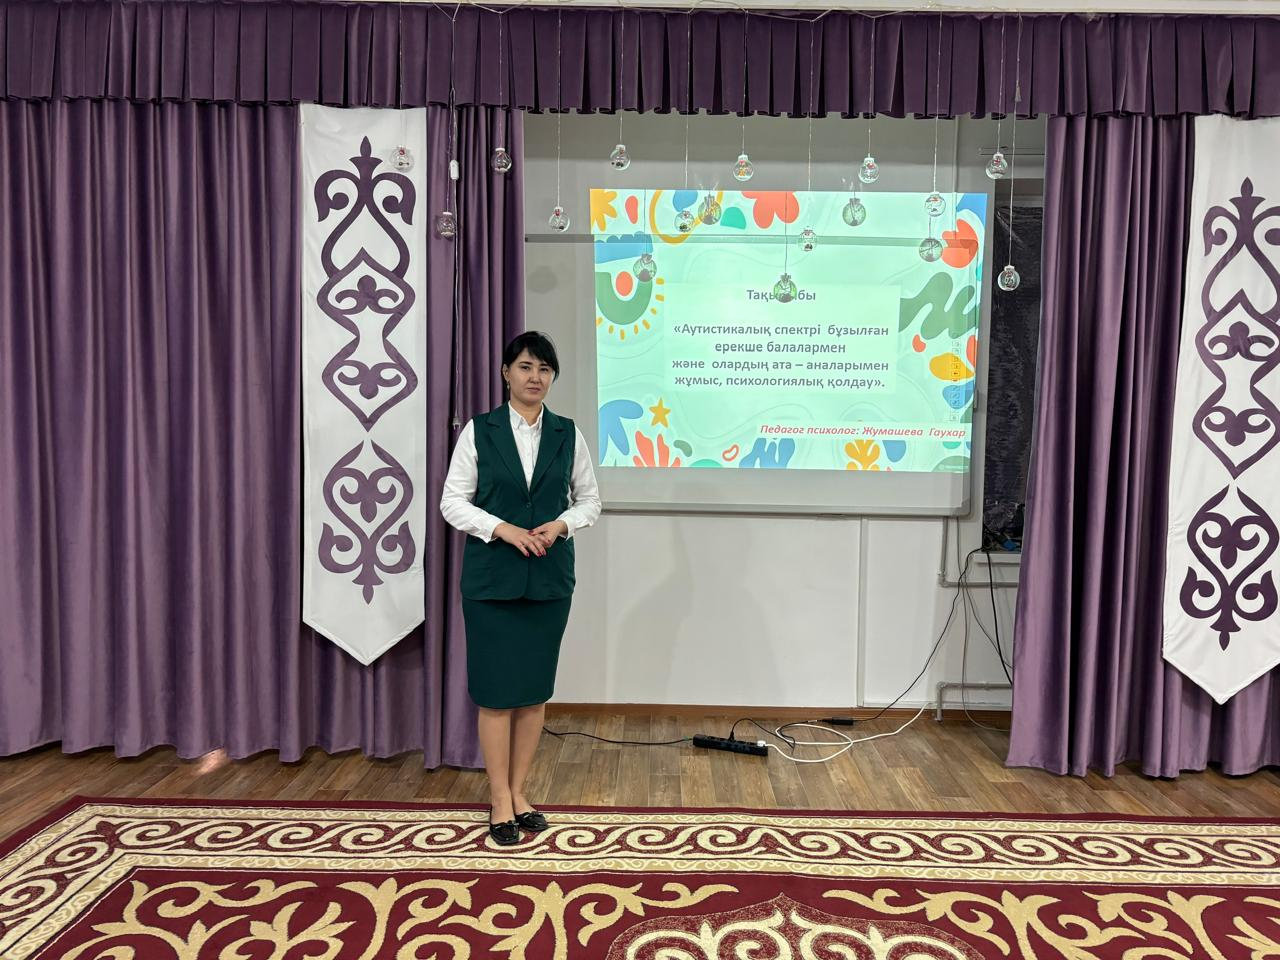 Тақырыбы
«Аутистикалық спектрі бұзылған
ерекше балалармен
және олардың ата – аналарымен
жұмыс, психологиялық қолдау».
Педагог психолог: Жумашева Гаухар